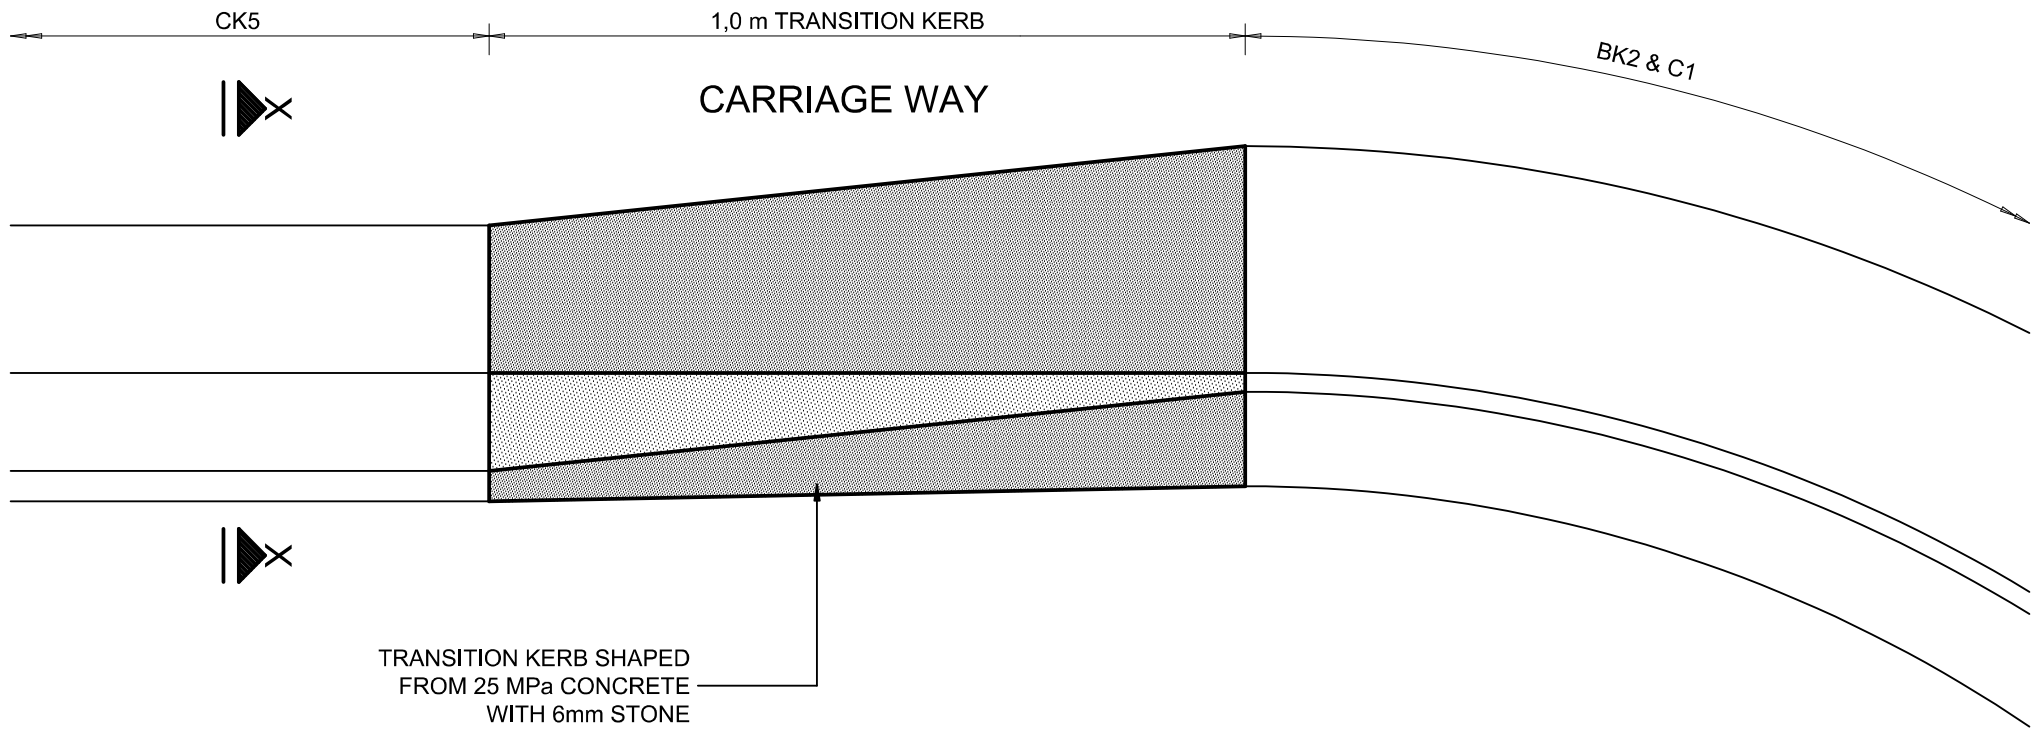 CK5
1,0 m TRANSITION KERB
BK2 & C1
CARRIAGE WAY
X
X
TRANSITION KERB SHAPED
FROM 25 MPa CONCRETE
WITH 6mm STONE